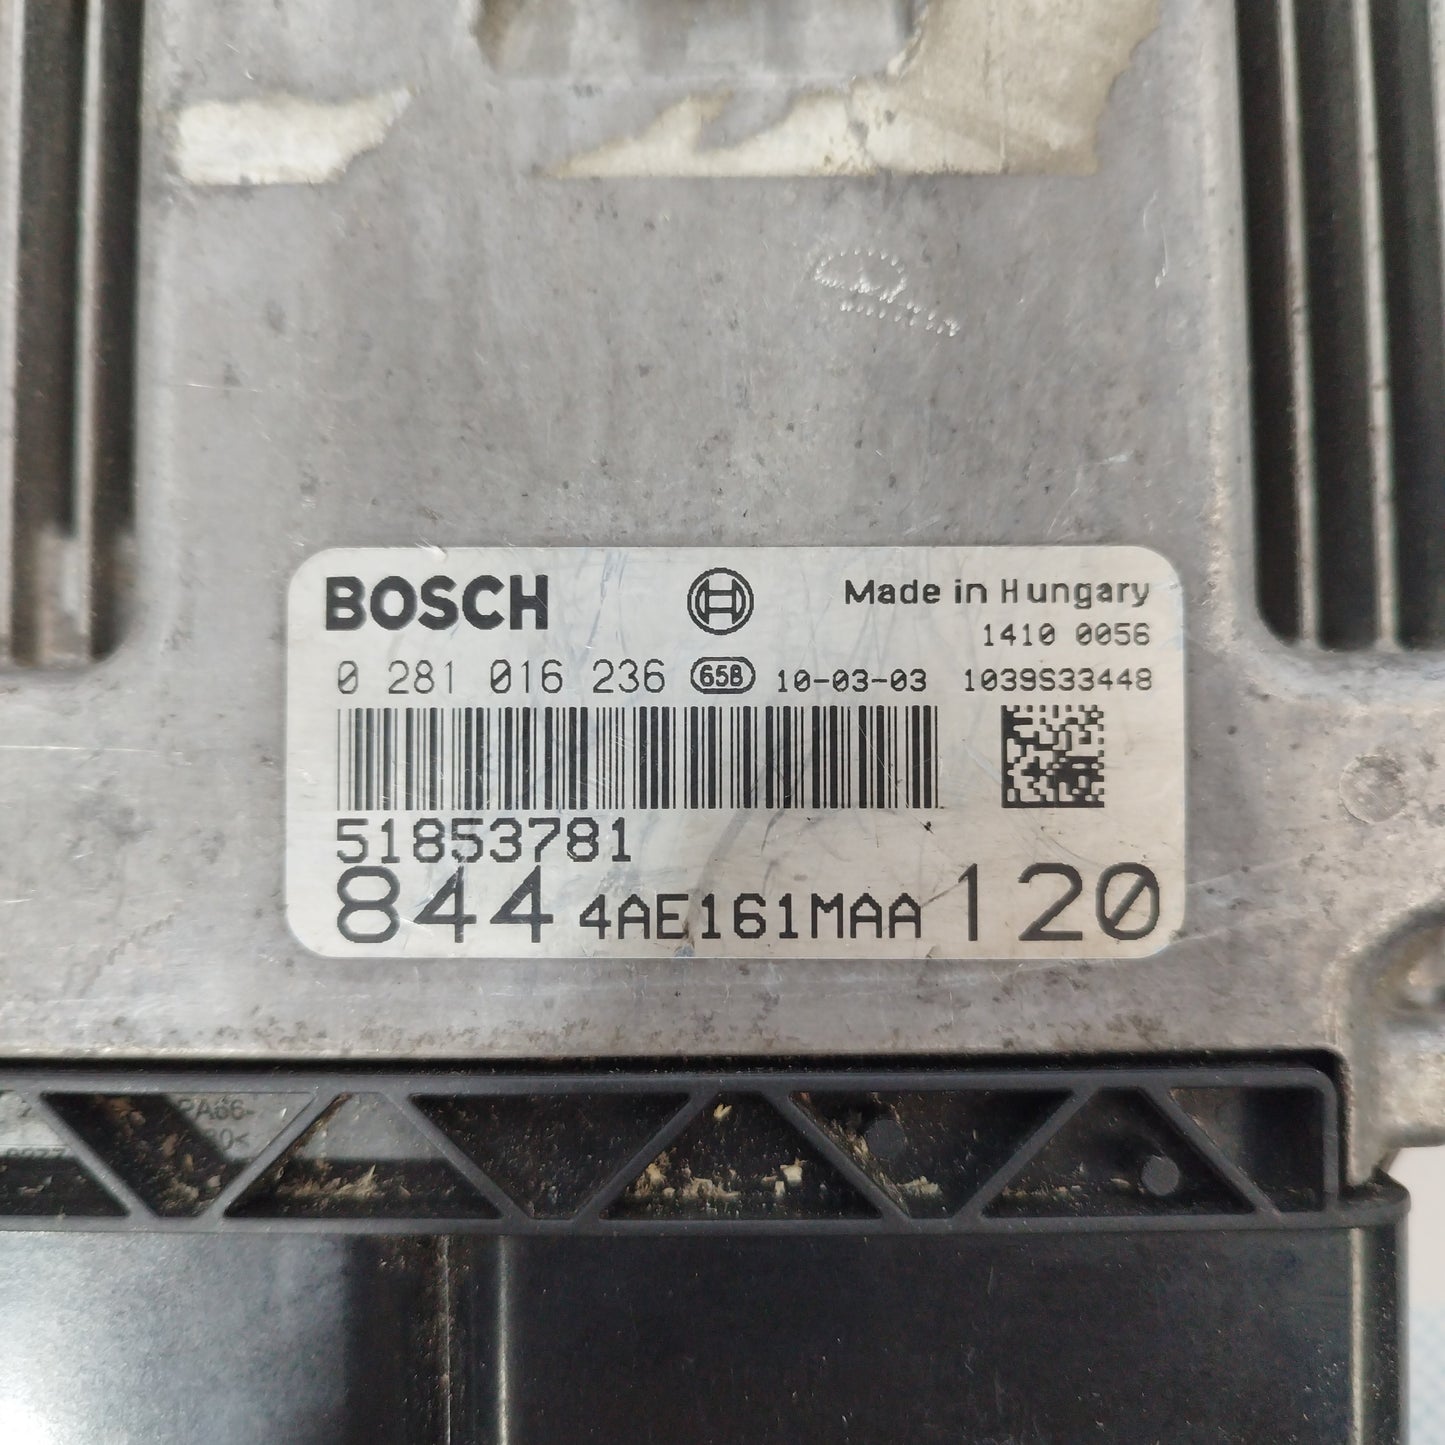 BOSCH Made in Hungary
1410 0056
0 281 016 236 65B 10-03-03 1039S33448
51853781
844 4AE161MAA 120
PA66-